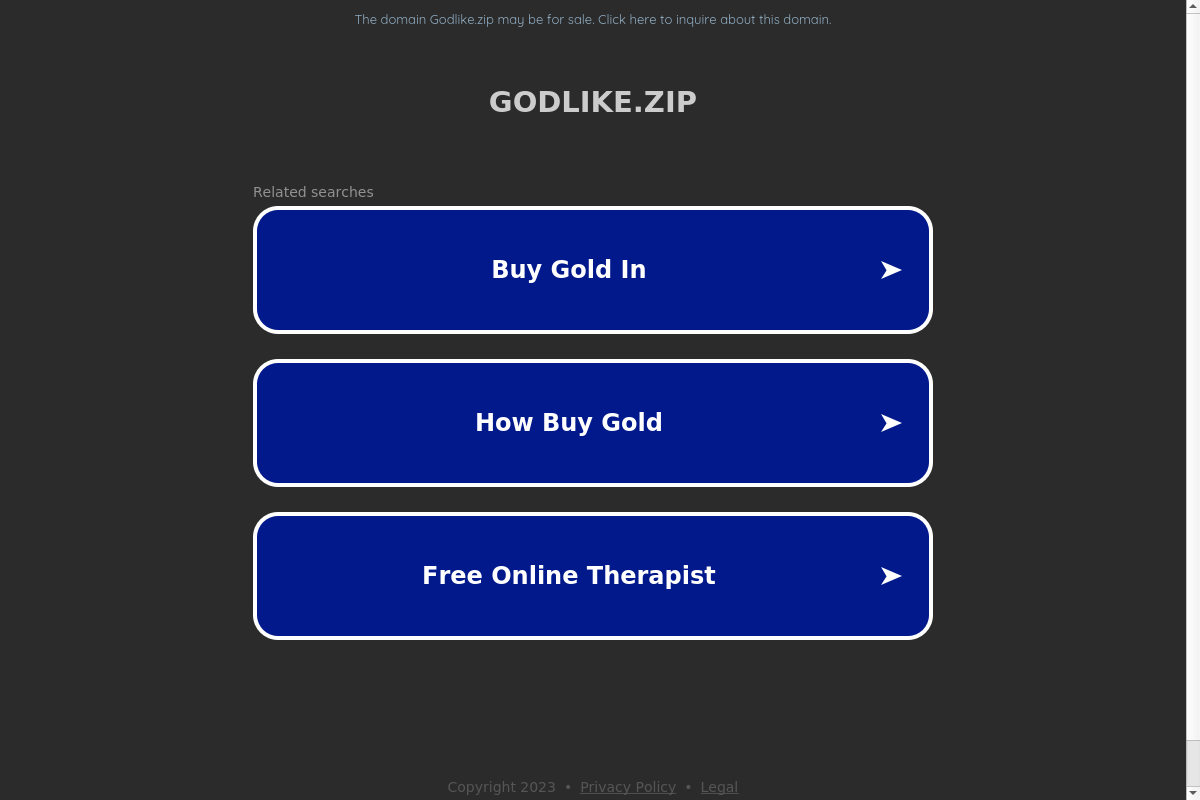 The domain Godlike.zip may be for sale. Click here to inquire about this domain.
GODLIKE.ZIP
Related searches
Buy Gold In
How Buy Gold
Free Online Therapist
Copyright 2023 • Privacy Policy • Legal